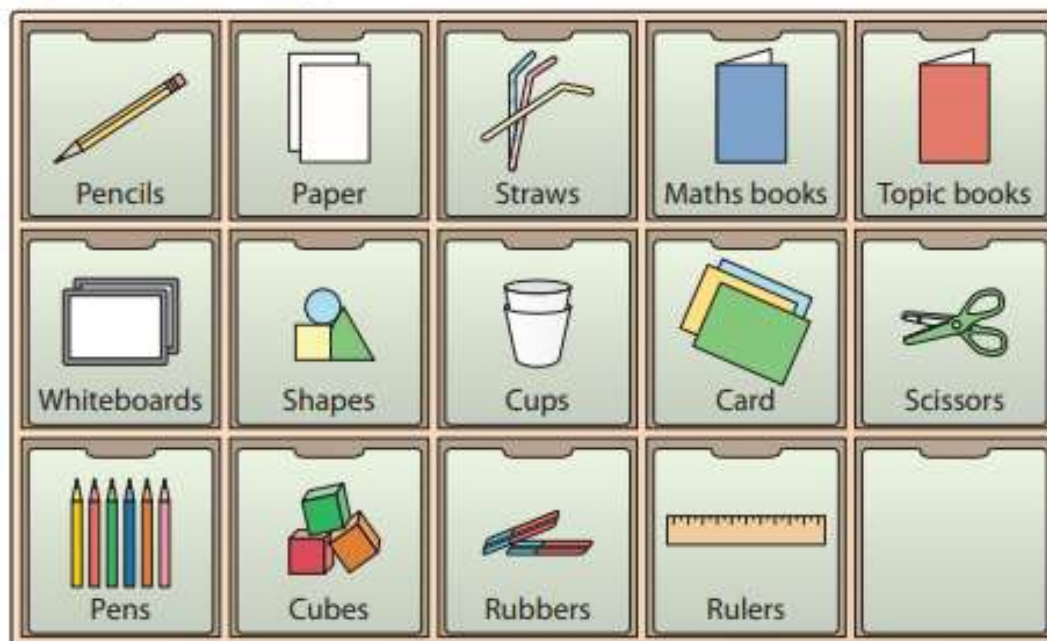 Pencils
Paper
Straws
Maths books
Topic books
Whiteboards
Shapes
Cups
Card
Scissors
Pens
Cubes
Rubbers
Rulers